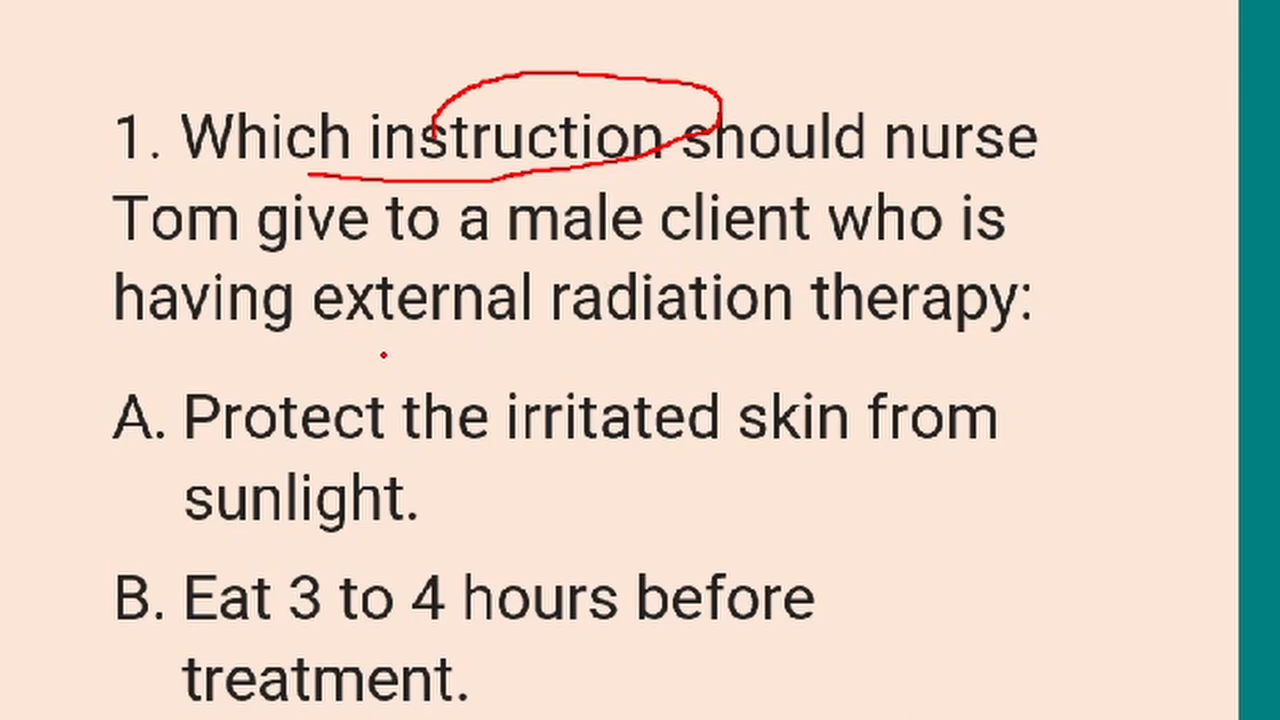 1. Which instruction should nurse
Tom give to a male client who is
having external radiation therapy:
A. Protect the irritated skin from
sunlight.
B. Eat 3 to 4 hours before
treatment.